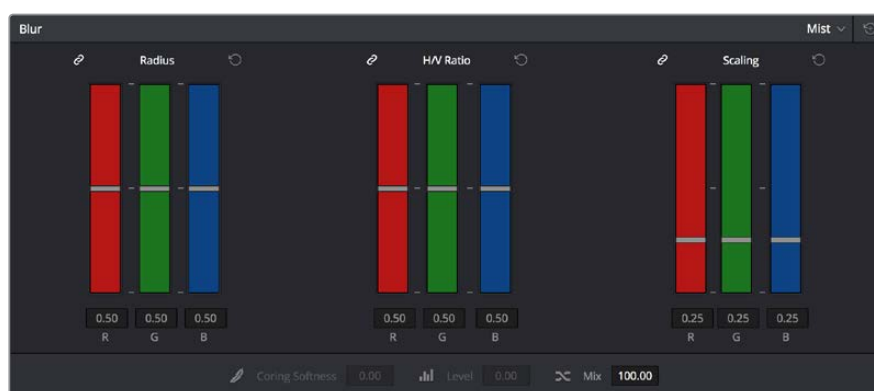 Blur Mist
Radius H/V Ratio Scaling
0.50 0.50 0.50 0.50 0.50 0.50 0.25 0.25 0.25
R G B R G B R G B
Coring Softness 0.00 Level 0.00 Mix 100.00